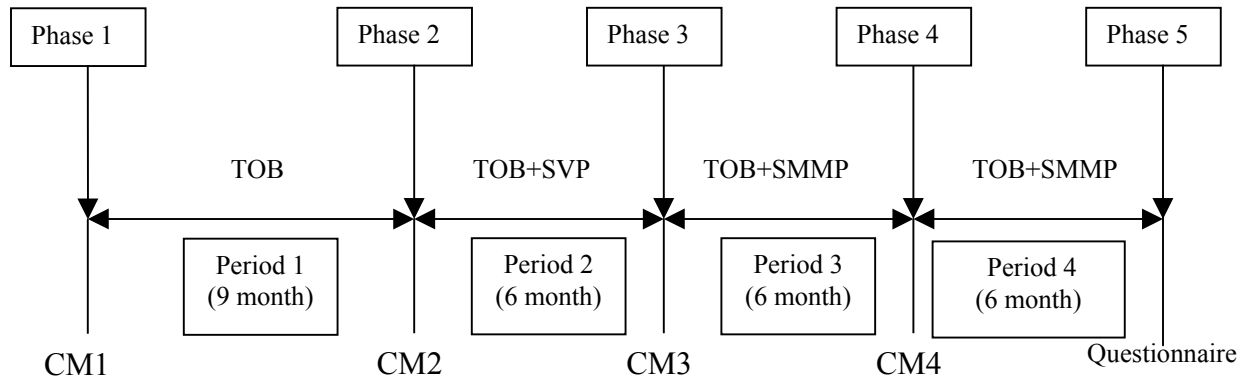 Phase 1
Phase 2
Phase 3
Phase 4
Phase 5
TOB
TOB+SVP
TOB+SMMP
TOB+SMMP
Period 1
(9 month)
Period 2
(6 month)
Period 3
(6 month)
Period 4
(6 month)
CM1
CM2
CM3
CM4
Questionnaire